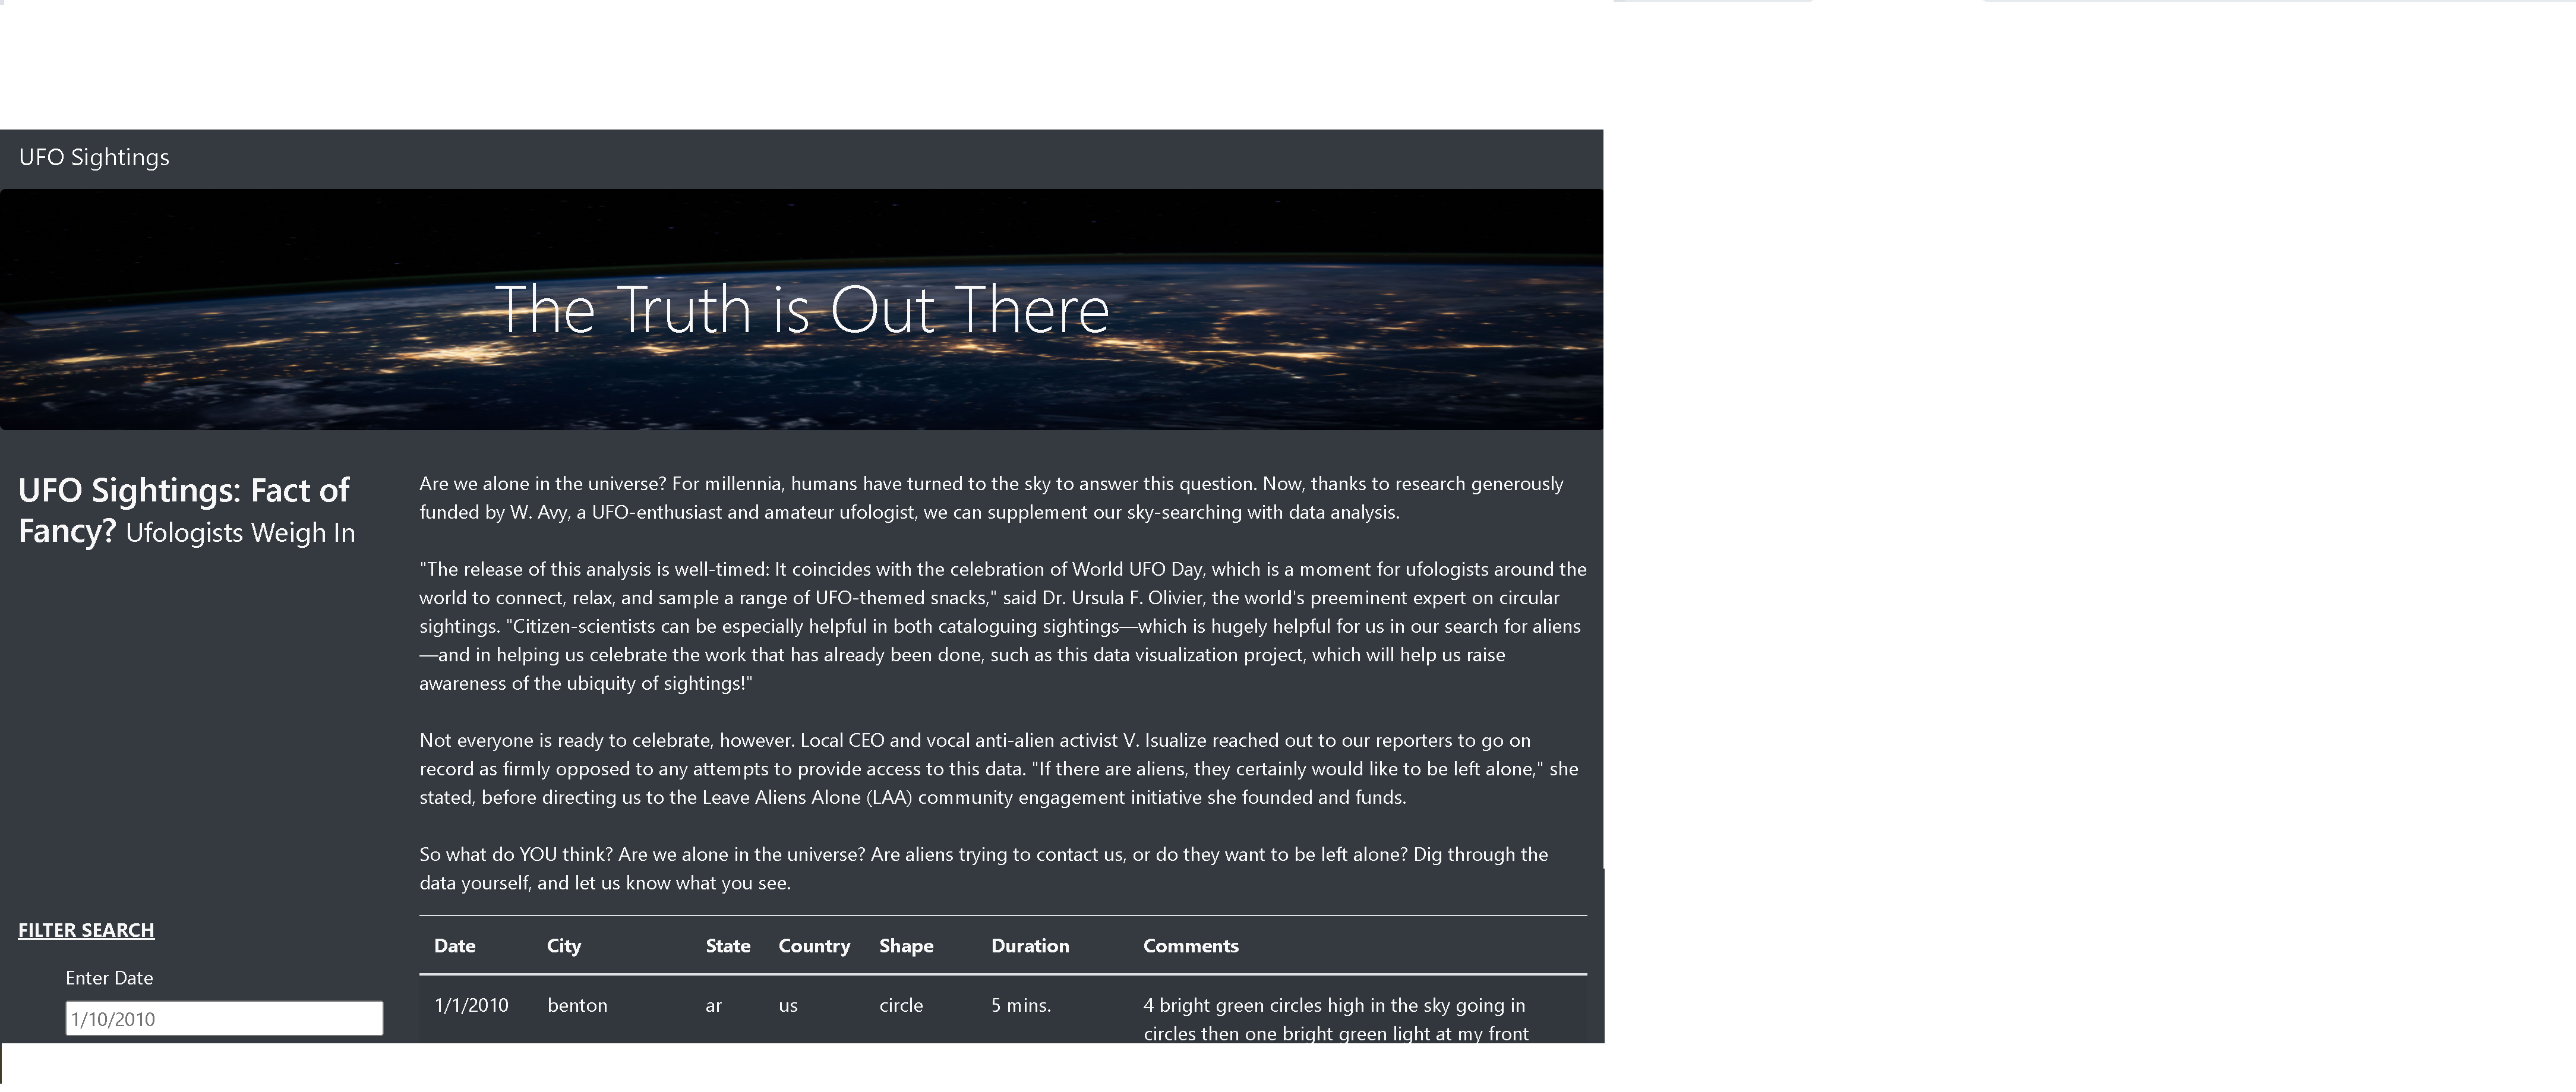 UFO Sightings
The Truth is Out There
UFO Sightings: Fact of
Fancy? Ufologists Weigh In
Are we alone in the universe? For millennia, humans have turned to the sky to answer this question. Now, thanks to research generously
funded by W. Avy, a UFO-enthusiast and amateur ufologist, we can supplement our sky-searching with data analysis.
"The release of this analysis is well-timed: It coincides with the celebration of World UFO Day, which is a moment for ufologists around the
world to connect, relax, and sample a range of UFO-themed snacks," said Dr. Ursula F. Olivier, the world's preeminent expert on circular
sightings. "Citizen-scientists can be especially helpful in both cataloguing sightings—which is hugely helpful for us in our search for aliens
—and in helping us celebrate the work that has already been done, such as this data visualization project, which will help us raise
awareness of the ubiquity of sightings!"
Not everyone is ready to celebrate, however. Local CEO and vocal anti-alien activist V. Isualize reached out to our reporters to go on
record as firmly opposed to any attempts to provide access to this data. "If there are aliens, they certainly would like to be left alone," she
stated, before directing us to the Leave Aliens Alone (LAA) community engagement initiative she founded and funds.
So what do YOU think? Are we alone in the universe? Are aliens trying to contact us, or do they want to be left alone? Dig through the
data yourself, and let us know what you see.
FILTER SEARCH
Enter Date
1/10/2010
Date City State Country Shape Duration Comments
1/1/2010 benton ar us circle 5 mins. 4 bright green circles high in the sky going in
circles then one bright green light at my front